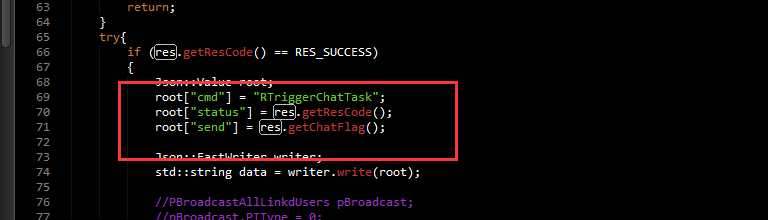 63 return;
64 }
65 try{
66 if (res.getResCode() == RES_SUCCESS)
67 {
68 Json::Value root;
69 root["cmd"] = "RTriggerChatTask";
70 root["status"] = res.getResCode();
71 root["send"] = res.getChatFlag();
72
73 Json::FastWriter writer;
74 std::string data = writer.write(root);
75
76 //PBroadcastAllLinkdUsers pBroadcast;
77 //pBroadcast.PIType = 0;